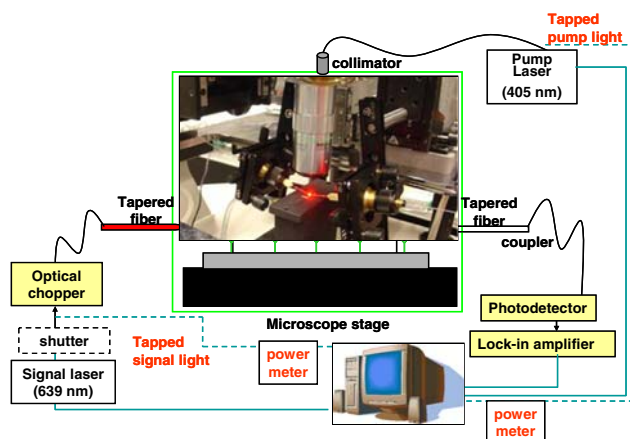 Tapped
pump light
collimator
Pump
Laser
(405 nm)
Tapered
fiber
Tapered
fiber
coupler
Optical
chopper
Photodetector
Microscope stage
shutter
Tapped
signal light
power
meter
Lock-in amplifier
Signal laser
(639 nm)
power
meter